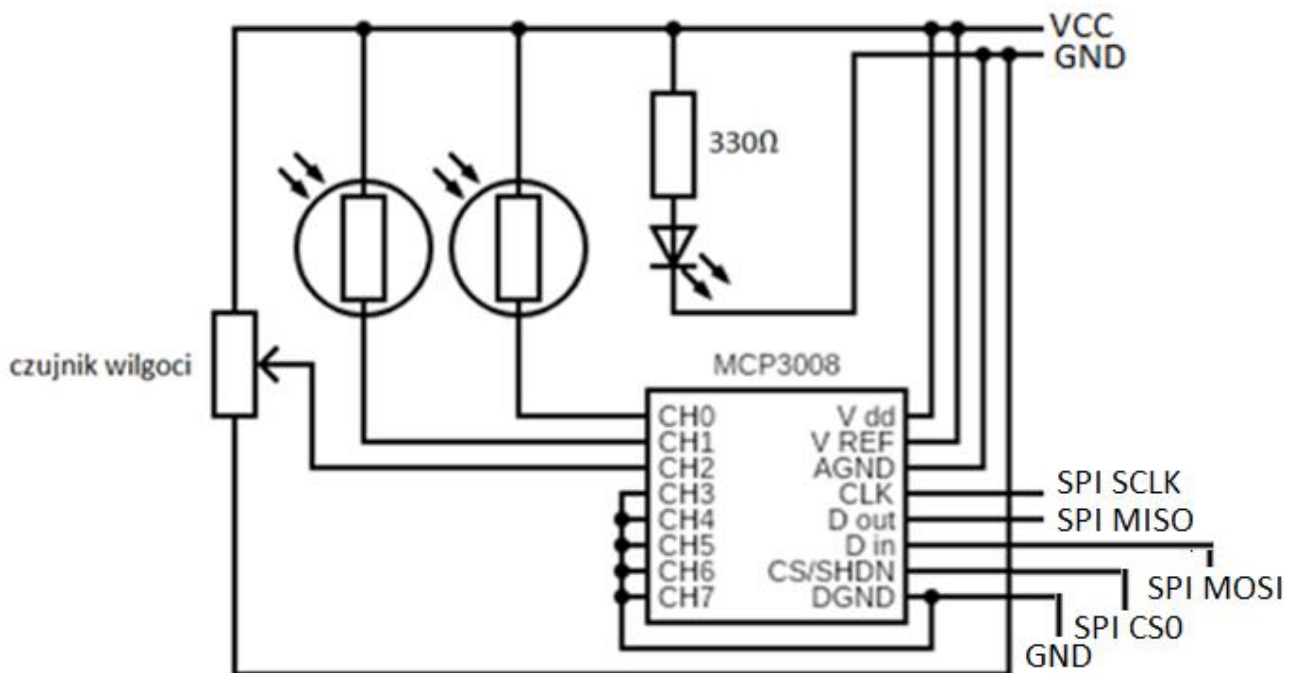 VCC
GND
330Ω
czujnik wilgoci
MCP3008
CH0 V dd
CH1 V REF
CH2 AGND
CH3 CLK SPI SCLK
CH4 D out SPI MISO
CH5 D in
CH6 CS/SHDN SPI MOSI
CH7 DGND
SPI CS0
GND